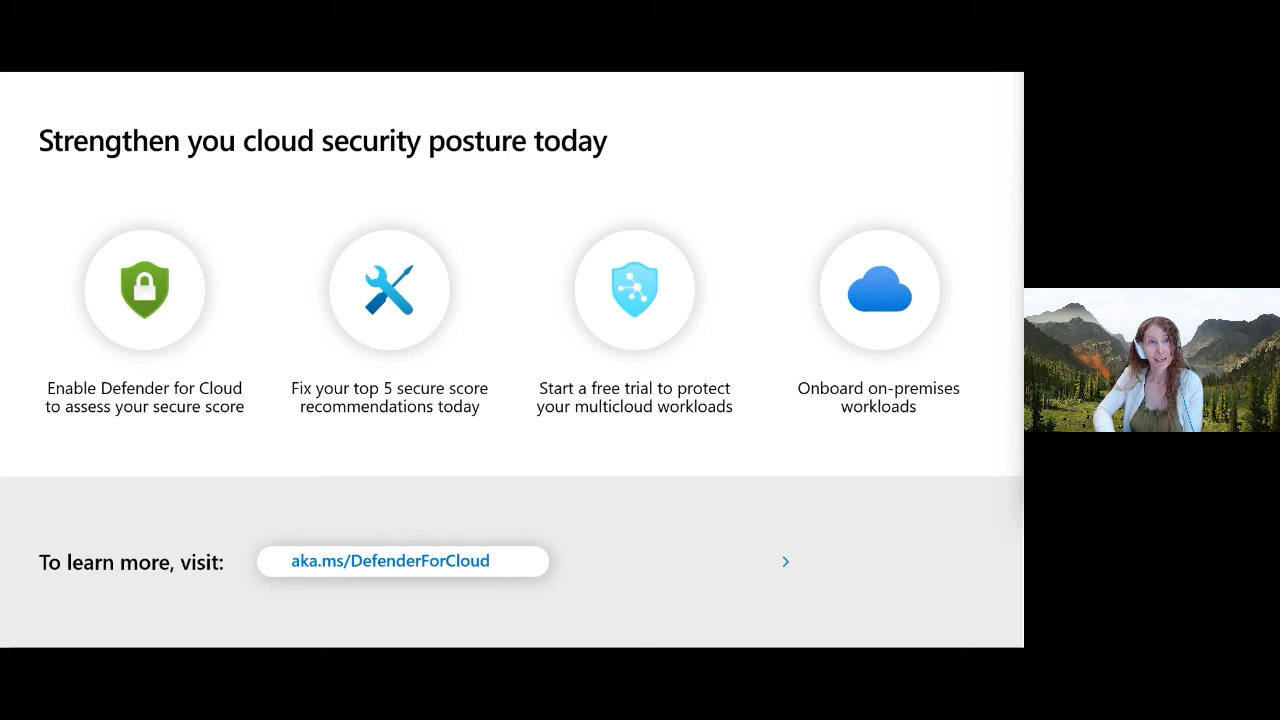 Strengthen you cloud security posture today
Enable Defender for Cloud
to assess your secure score
Fix your top 5 secure score
recommendations today
Start a free trial to protect
your multicloud workloads
Onboard on-premises
workloads
To learn more, visit:
aka.ms/DefenderForCloud